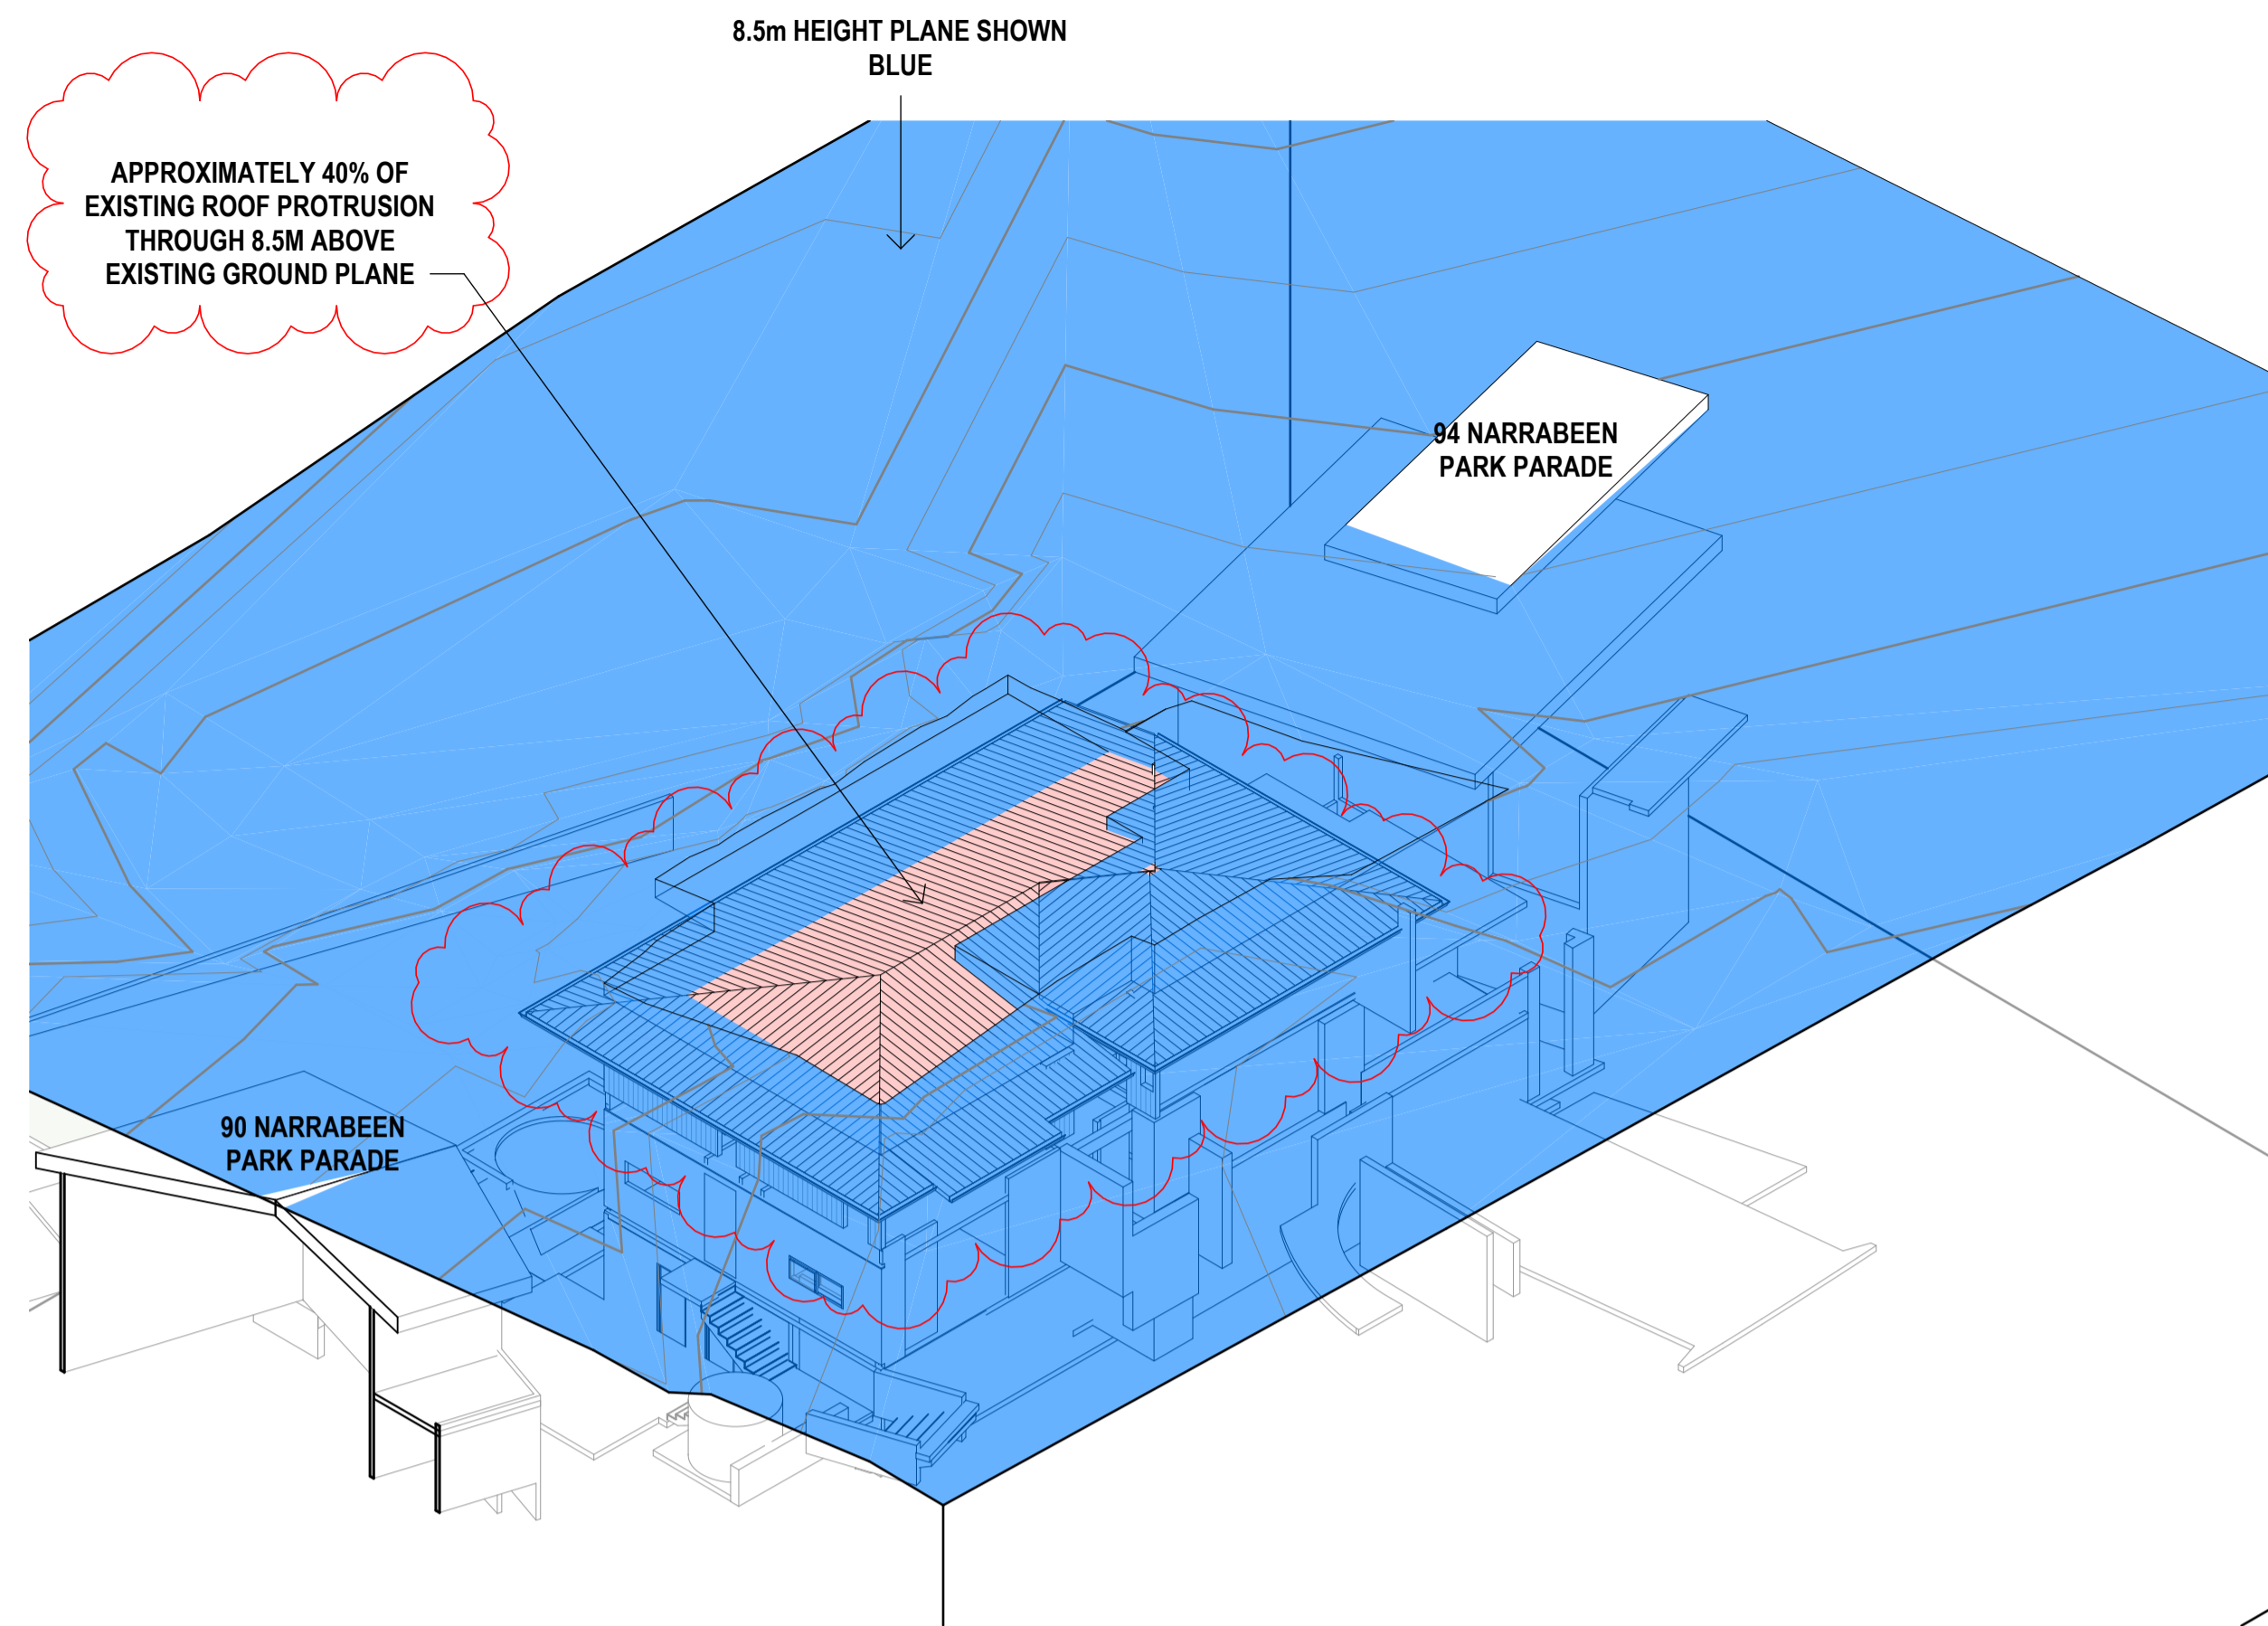 8.5m HEIGHT PLANE SHOWN
BLUE
APPROXIMATELY 40% OF
EXISTING ROOF PROTRUSION
THROUGH 8.5M ABOVE
EXISTING GROUND PLANE
94 NARRABEEN
PARK PARADE
90 NARRABEEN
PARK PARADE